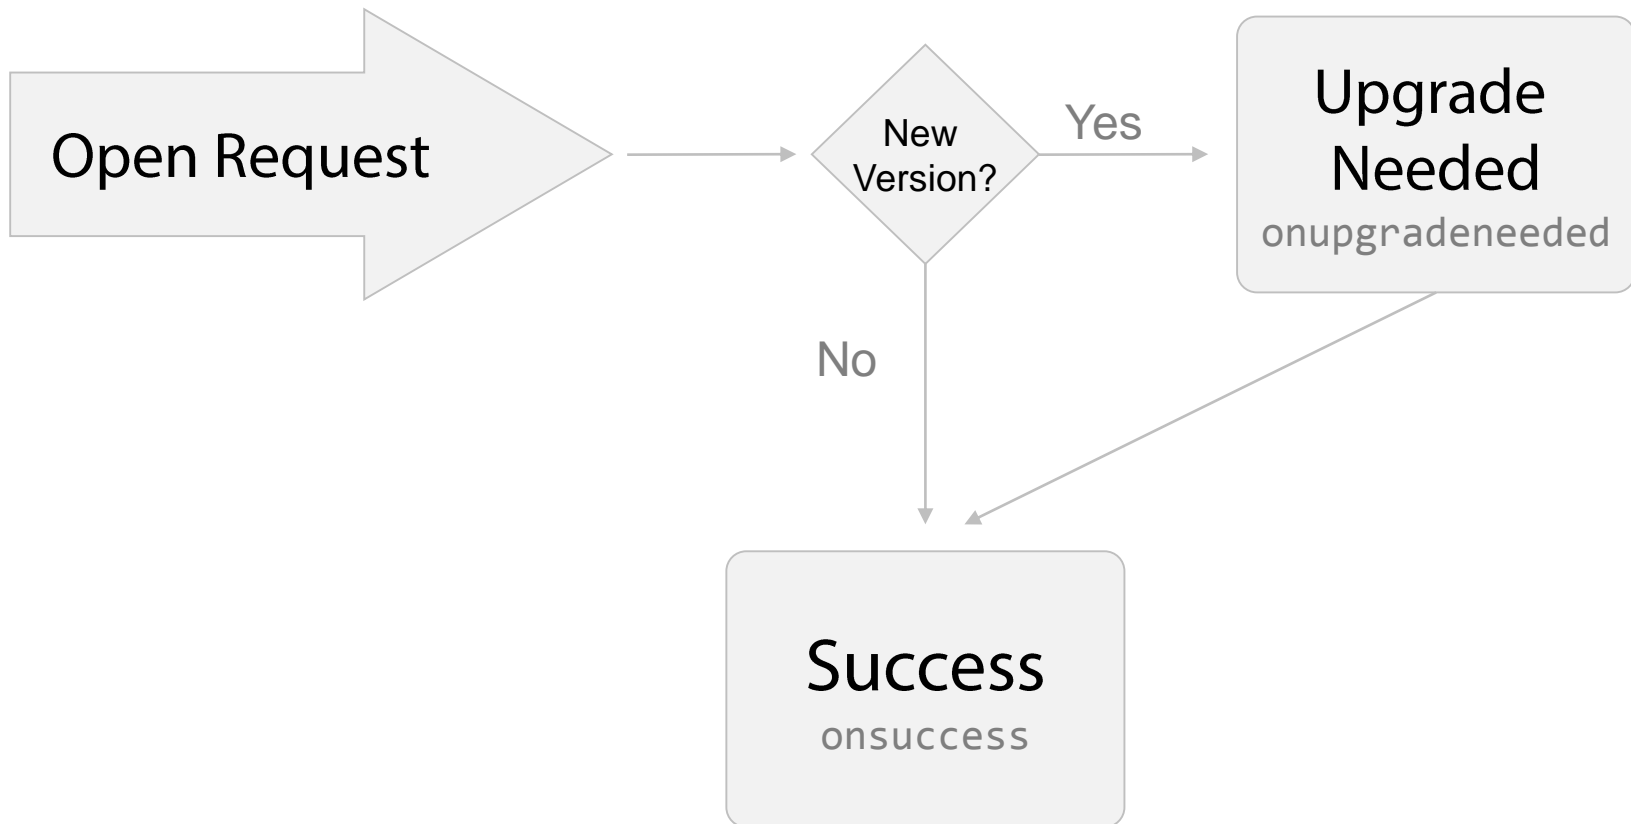 Open Request
New
Version?
Yes
Upgrade
Needed
onupgradeneeded
No
Success
onsuccess